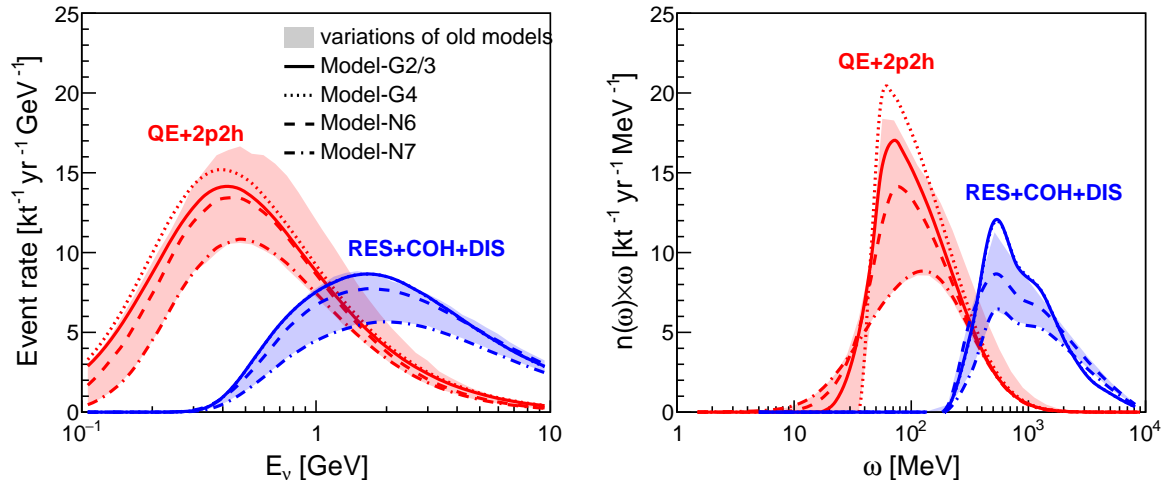 25
20
15
10
5
0
Event rate [kt⁻¹ yr⁻¹ GeV⁻¹]
variations of old models
Model-G2/3
Model-G4
Model-N6
Model-N7
QE+2p2h
RES+COH+DIS
10⁻¹
1
10
E_ν [GeV]
25
20
15
10
5
0
n(ω)×ω [kt⁻¹ yr⁻¹ MeV⁻¹]
QE+2p2h
RES+COH+DIS
1
10
10²
10³
10⁴
ω [MeV]